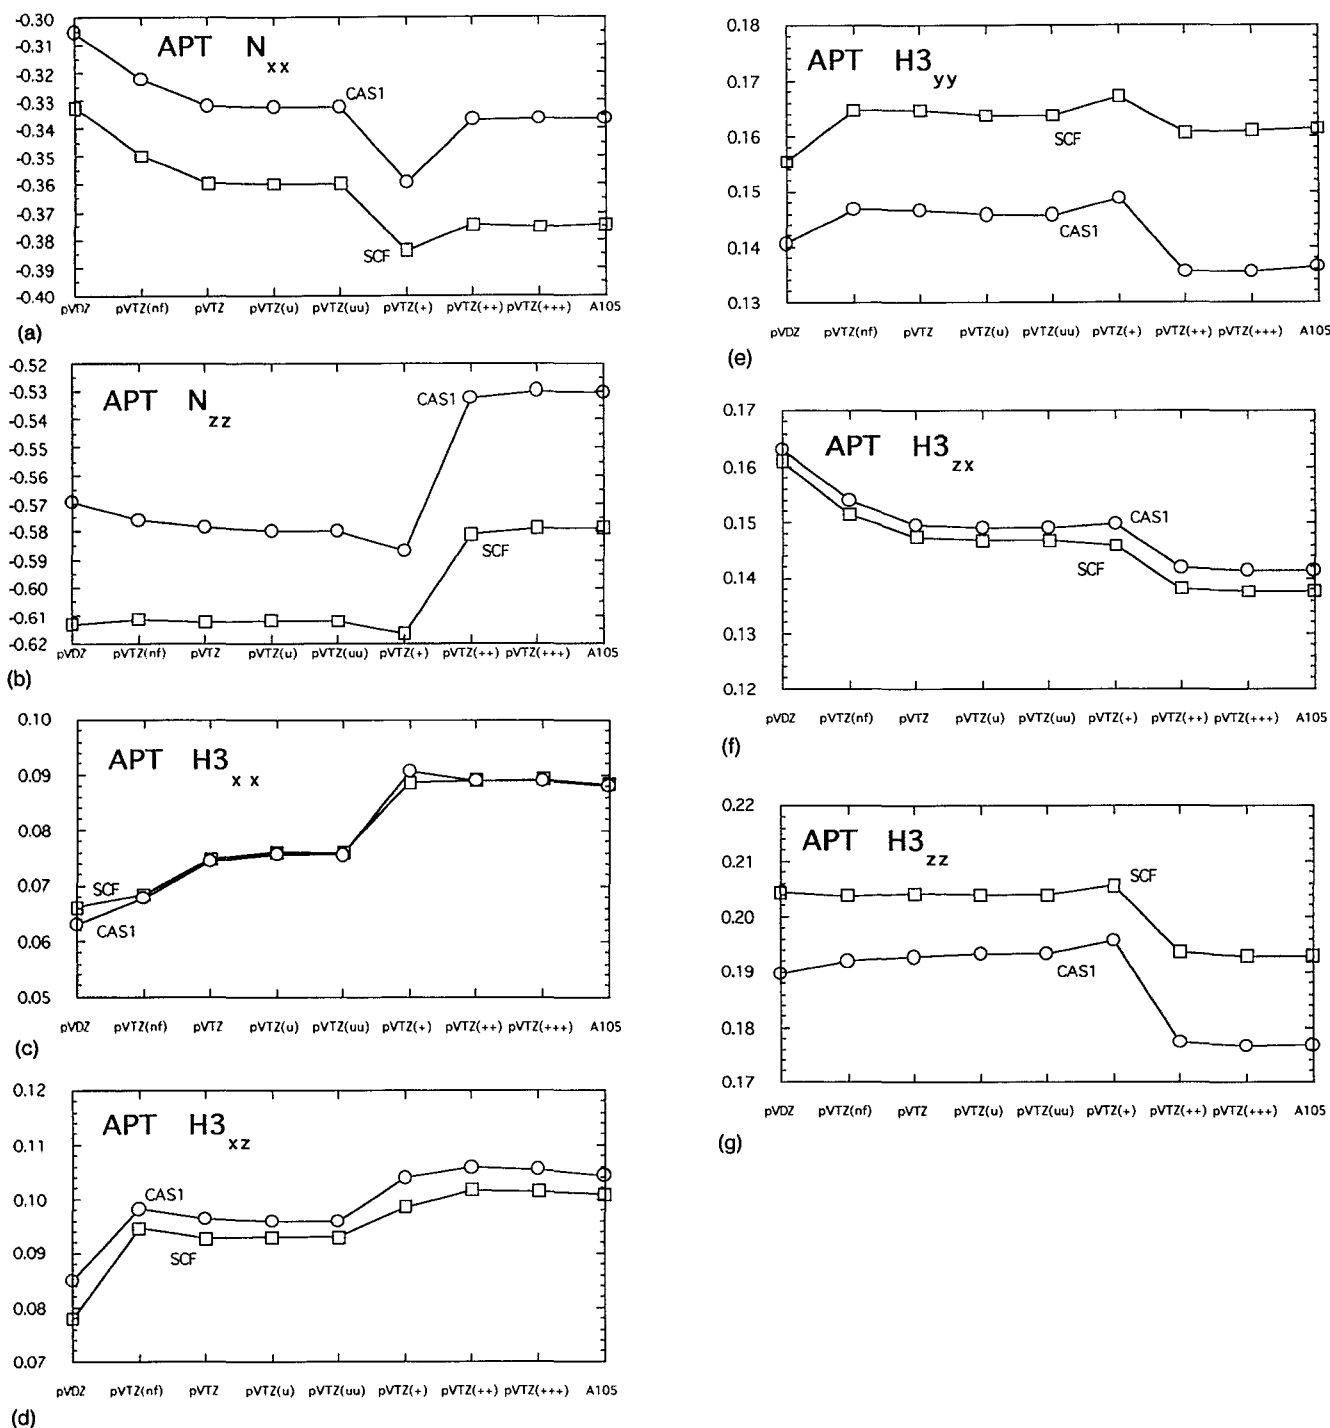 -0.30
-0.31
-0.32
-0.33
-0.34
-0.35
-0.36
-0.37
-0.38
-0.39
-0.40
APT N xx
CAS1
SCF
pVDZ pVTZ(nf) pVTZ pVTZ(u) pVTZ(uu) pVTZ(+) pVTZ(++) pVTZ(+++) A105
(a)
-0.52
-0.53
-0.54
-0.55
-0.56
-0.57
-0.58
-0.59
-0.60
-0.61
-0.62
APT N zz
CAS1
SCF
pVDZ pVTZ(nf) pVTZ pVTZ(u) pVTZ(uu) pVTZ(+) pVTZ(++) pVTZ(+++) A105
(b)
0.10
0.09
0.08
0.07
0.06
0.05
APT H3 x x
SCF
CAS1
pVDZ pVTZ(nf) pVTZ pVTZ(u) pVTZ(uu) pVTZ(+) pVTZ(++) pVTZ(+++) A105
(c)
0.12
0.11
0.10
0.09
0.08
0.07
APT H3 xz
CAS1
SCF
pVDZ pVTZ(nf) pVTZ pVTZ(u) pVTZ(uu) pVTZ(+) pVTZ(++) pVTZ(+++) A105
(d)
0.18
0.17
0.16
0.15
0.14
0.13
APT H3 yy
SCF
CAS1
pVDZ pVTZ(nf) pVTZ pVTZ(u) pVTZ(uu) pVTZ(+) pVTZ(++) pVTZ(+++) A105
(e)
0.17
0.16
0.15
0.14
0.13
0.12
APT H3 zx
CAS1
SCF
pVDZ pVTZ(nf) pVTZ pVTZ(u) pVTZ(uu) pVTZ(+) pVTZ(++) pVTZ(+++) A105
(f)
0.22
0.21
0.20
0.19
0.18
0.17
APT H3 zz
SCF
CAS1
pVDZ pVTZ(nf) pVTZ pVTZ(u) pVTZ(uu) pVTZ(+) pVTZ(++) pVTZ(+++) A105
(g)